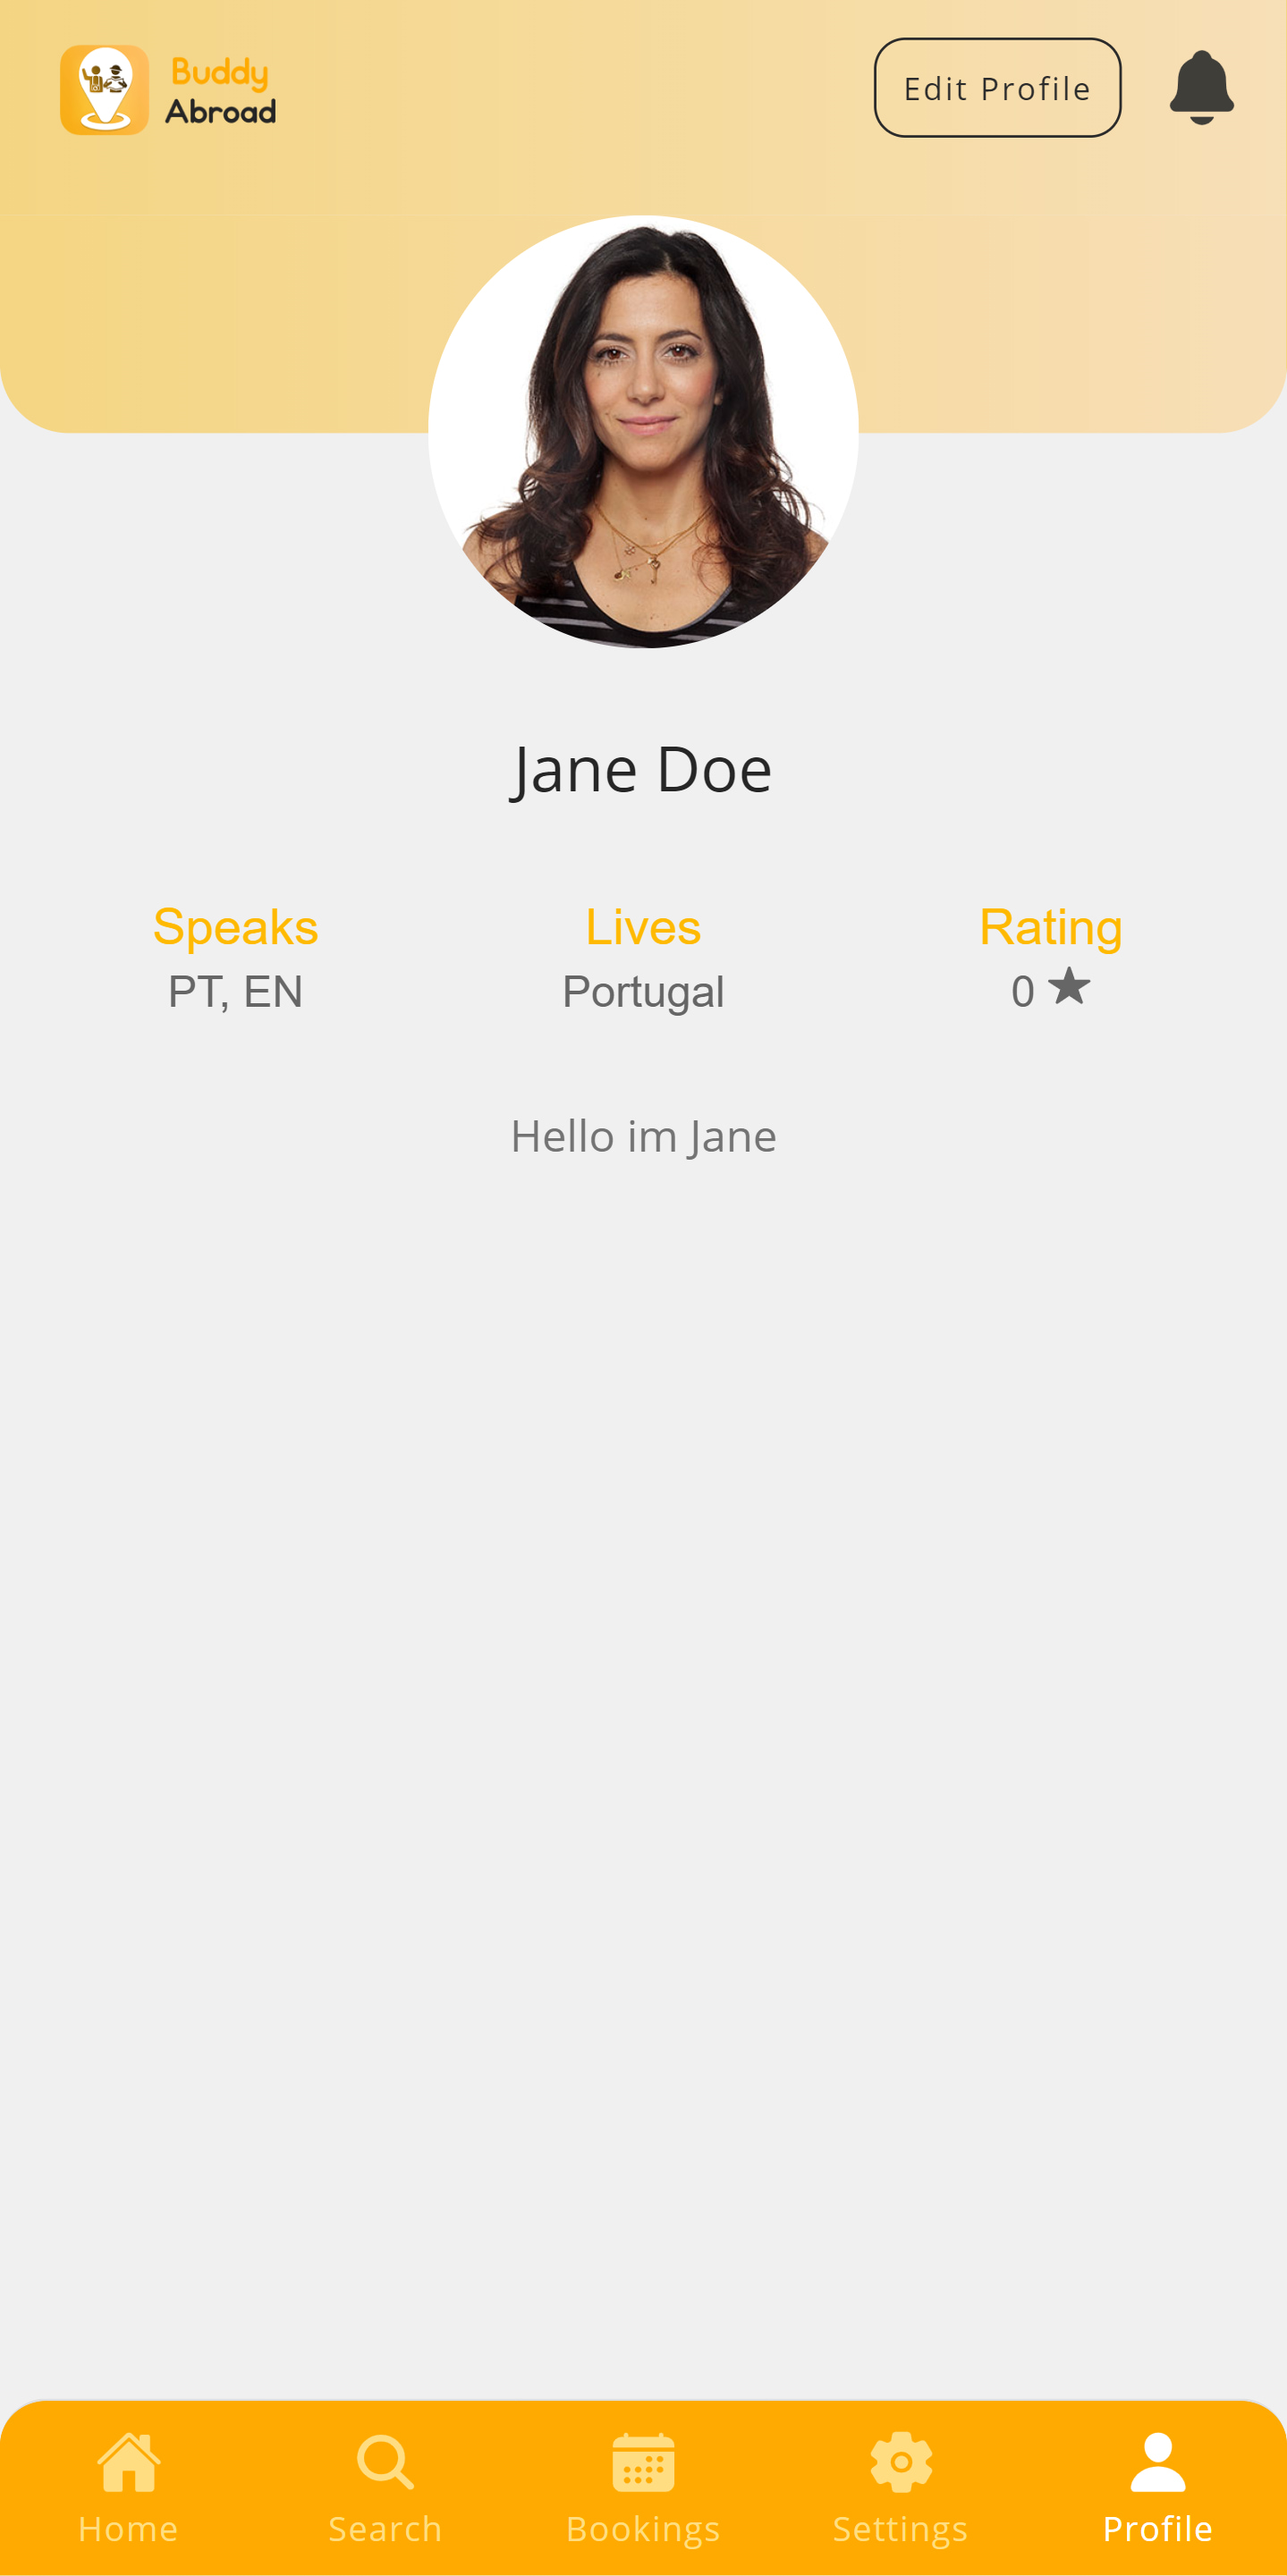 Buddy
Abroad
Edit Profile
Jane Doe
Speaks
Lives
Rating
PT, EN
Portugal
0
Hello im Jane
Home
Search
Bookings
Settings
Profile